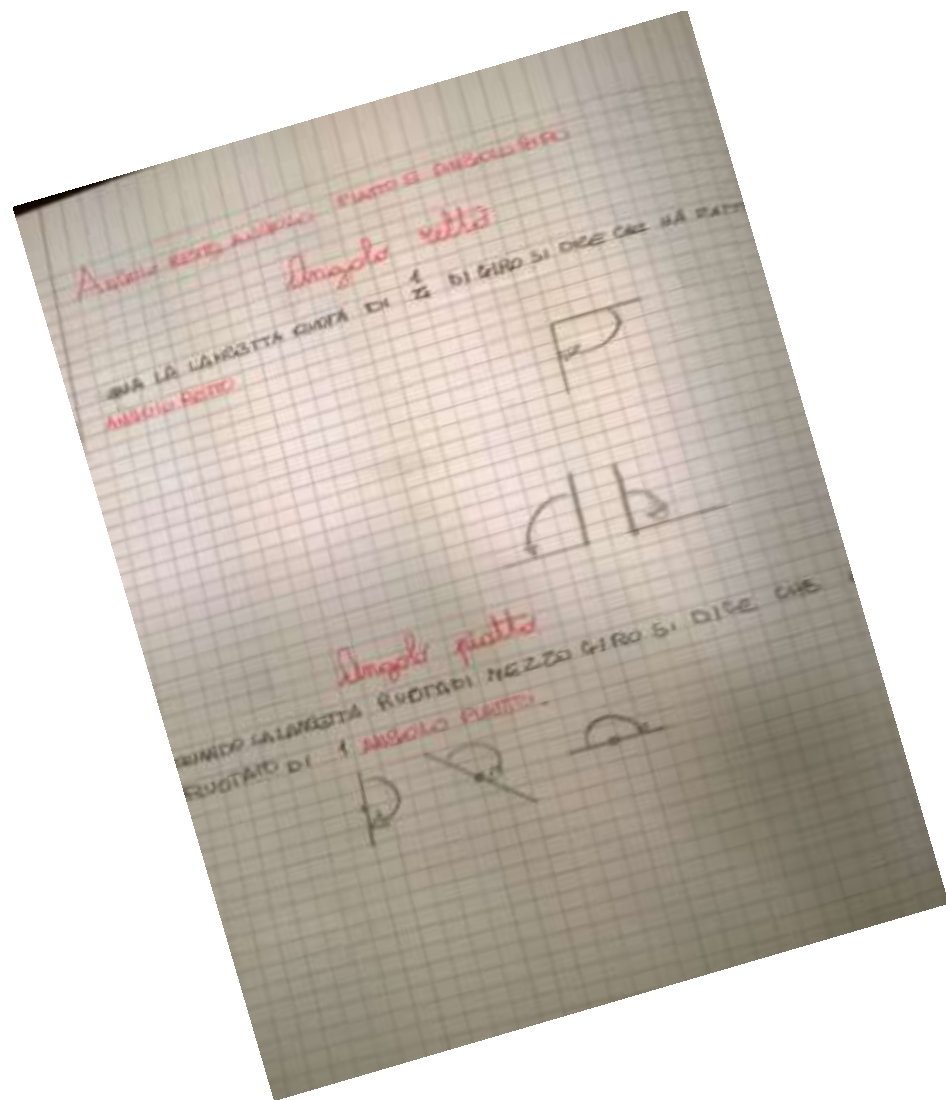 ANGOLO RETTO, ANGOLO PIATTO E ANGOLO GIRO
Angolo retto
LA LANCETTA RUOTA DI 1/4 DI GIRO SI DICE CHE HA
ANGOLO RETTO
Angolo piatto
QUANDO LA LANCETTA RUOTA DI MEZZO GIRO SI DICE CHE
RUOTATO DI 1 ANGOLO PIATTO.